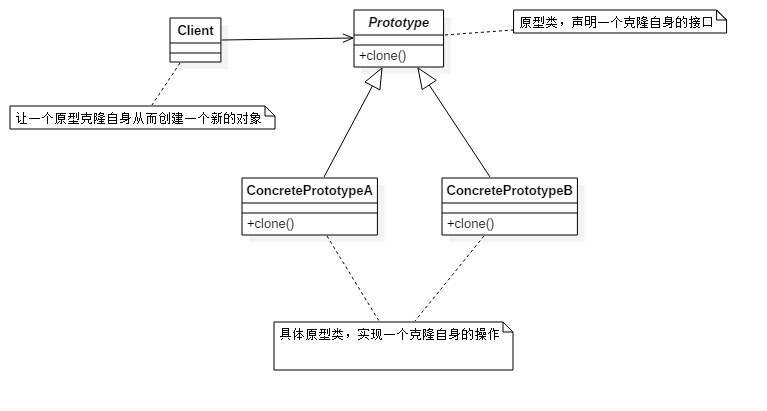 Client
Prototype
+clone()
原型类，声明一个克隆自身的接口
让一个原型克隆自身从而创建一个新的对象
ConcretePrototypeA
+clone()
ConcretePrototypeB
+clone()
具体原型类，实现一个克隆自身的操作